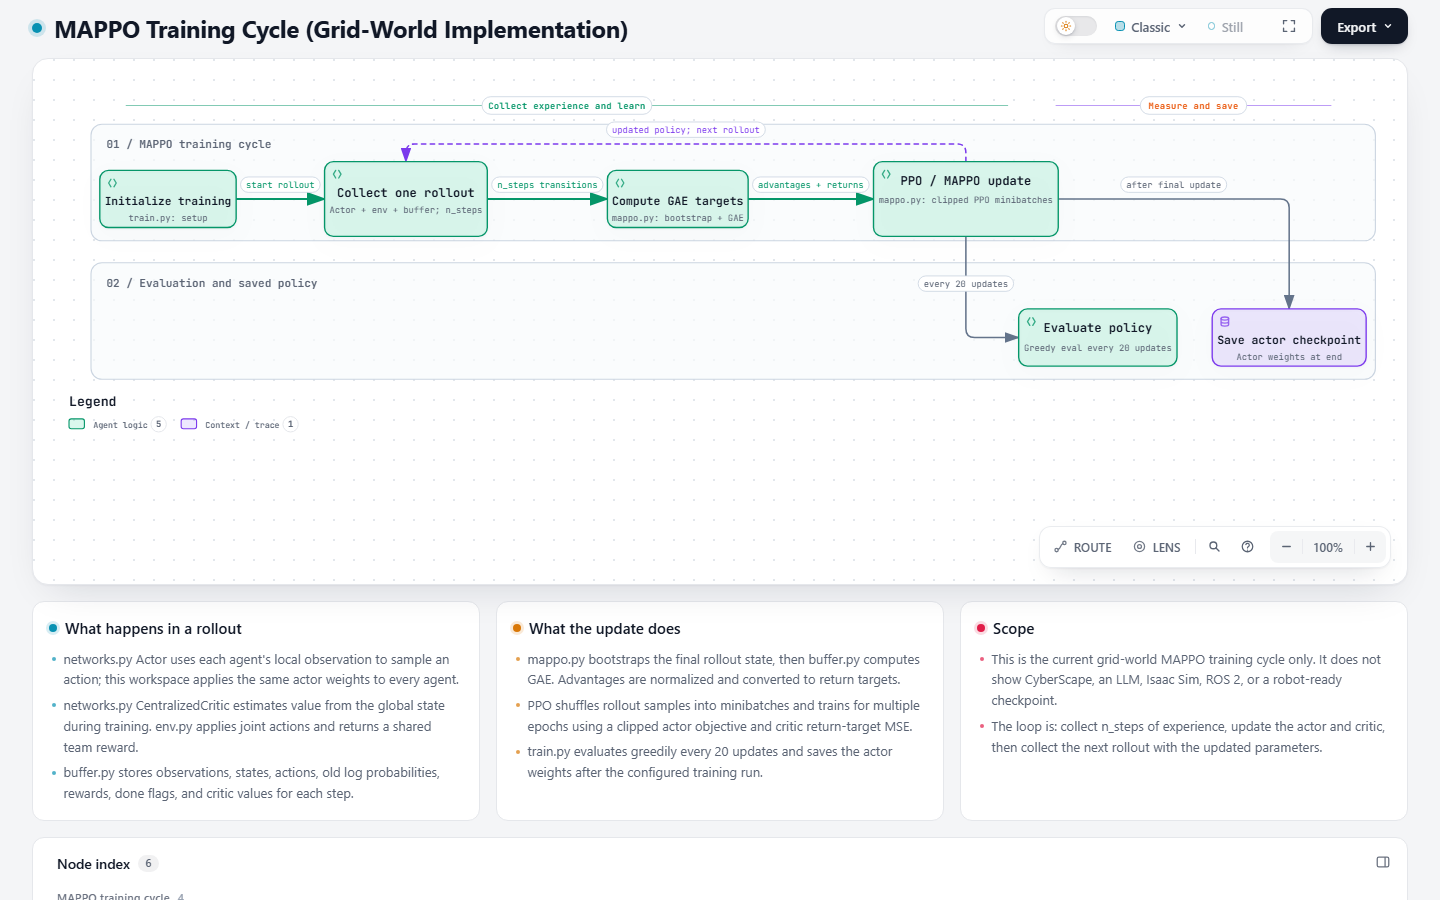 MAPPO Training Cycle (Grid-World Implementation)
Classic
Still
Export
Collect experience and learn
Measure and save
updated policy; next rollout
01 / MAPPO training cycle
Initialize training
train.py: setup
start rollout
Collect one rollout
Actor + env + buffer; n_steps
n_steps transitions
Compute GAE targets
mappo.py: bootstrap + GAE
advantages + returns
PPO / MAPPO update
mappo.py: clipped PPO minibatches
after final update
02 / Evaluation and saved policy
every 20 updates
Evaluate policy
Greedy eval every 20 updates
Save actor checkpoint
Actor weights at end
Legend
Agent logic 5
Context / trace 1
ROUTE
LENS
100%
What happens in a rollout
networks.py Actor uses each agent's local observation to sample an
action; this workspace applies the same actor weights to every agent.
networks.py CentralizedCritic estimates value from the global state
during training. env.py applies joint actions and returns a shared
team reward.
buffer.py stores observations, states, actions, old log probabilities,
rewards, done flags, and critic values for each step.
What the update does
mappo.py bootstraps the final rollout state, then buffer.py computes
GAE. Advantages are normalized and converted to return targets.
PPO shuffles rollout samples into minibatches and trains for multiple
epochs using a clipped actor objective and critic return-target MSE.
train.py evaluates greedily every 20 updates and saves the actor
weights after the configured training run.
Scope
This is the current grid-world MAPPO training cycle only. It does not
show CyberScape, an LLM, Isaac Sim, ROS 2, or a robot-ready
checkpoint.
The loop is: collect n_steps of experience, update the actor and critic,
then collect the next rollout with the updated parameters.
Node index 6
MAPPO training cycle 4